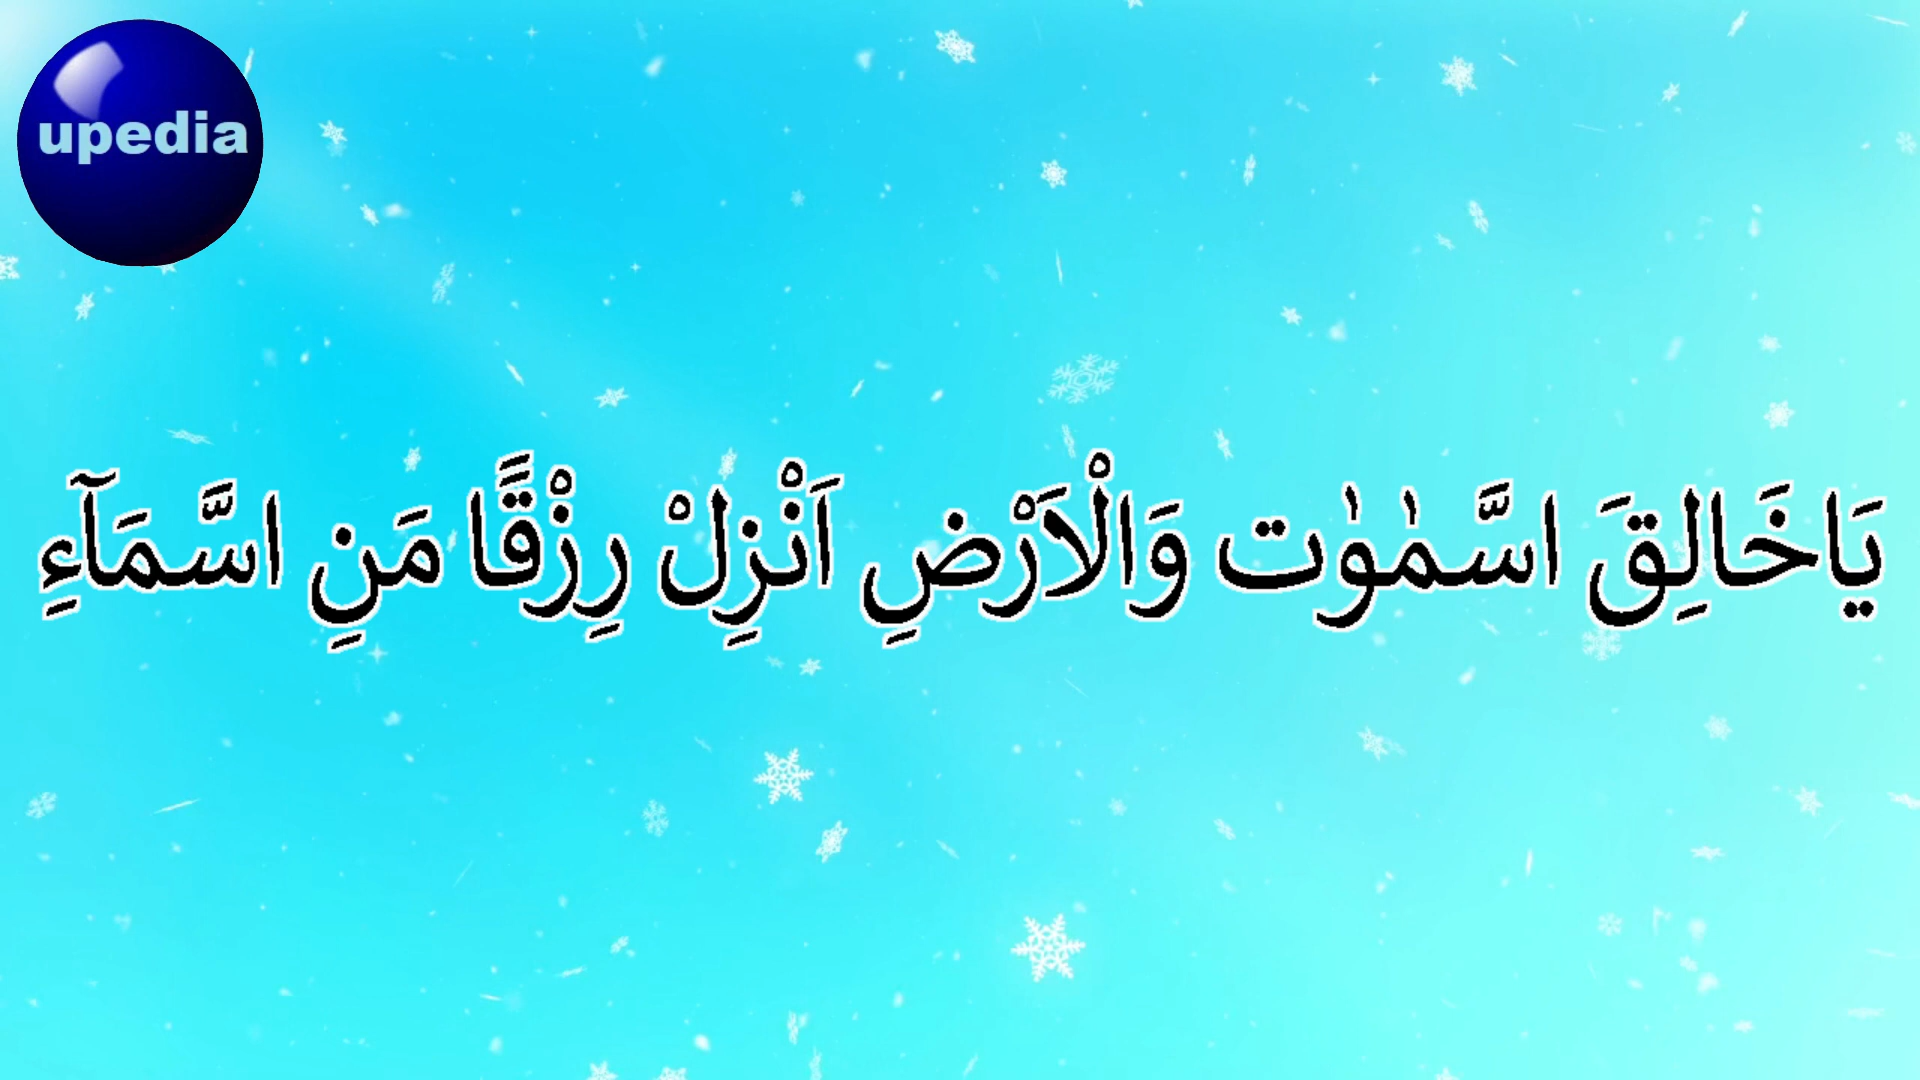 upedia
يَاخَالِقَ اسَّمٰوٰت وَالْاَرْضِ اَنْزِلْ رِزْقًا مَنِ اسَّمَآءِ